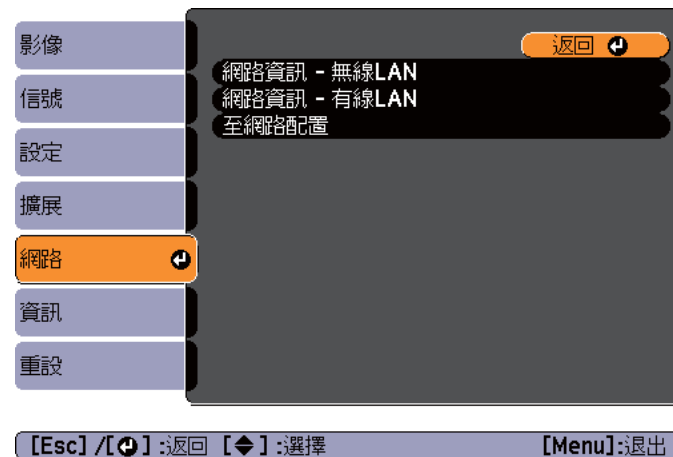 影像
信號
設定
擴展
網路
資訊
重設
返回
網路資訊 - 無線LAN
網路資訊 - 有線LAN
至網路配置
[Esc] /[⏎] :返回 [◆] :選擇 [Menu]:退出